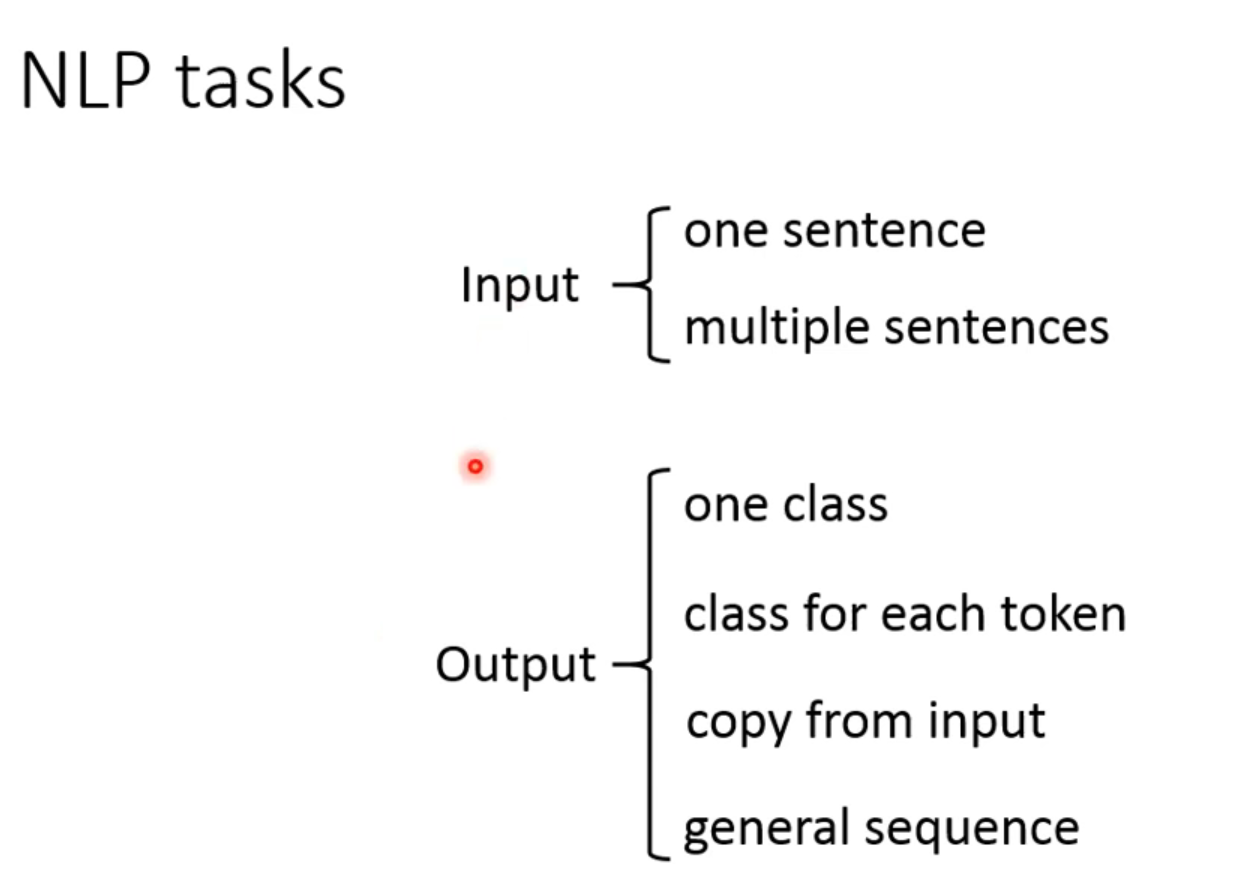 NLP tasks
Input
one sentence
multiple sentences
Output
one class
class for each token
copy from input
general sequence